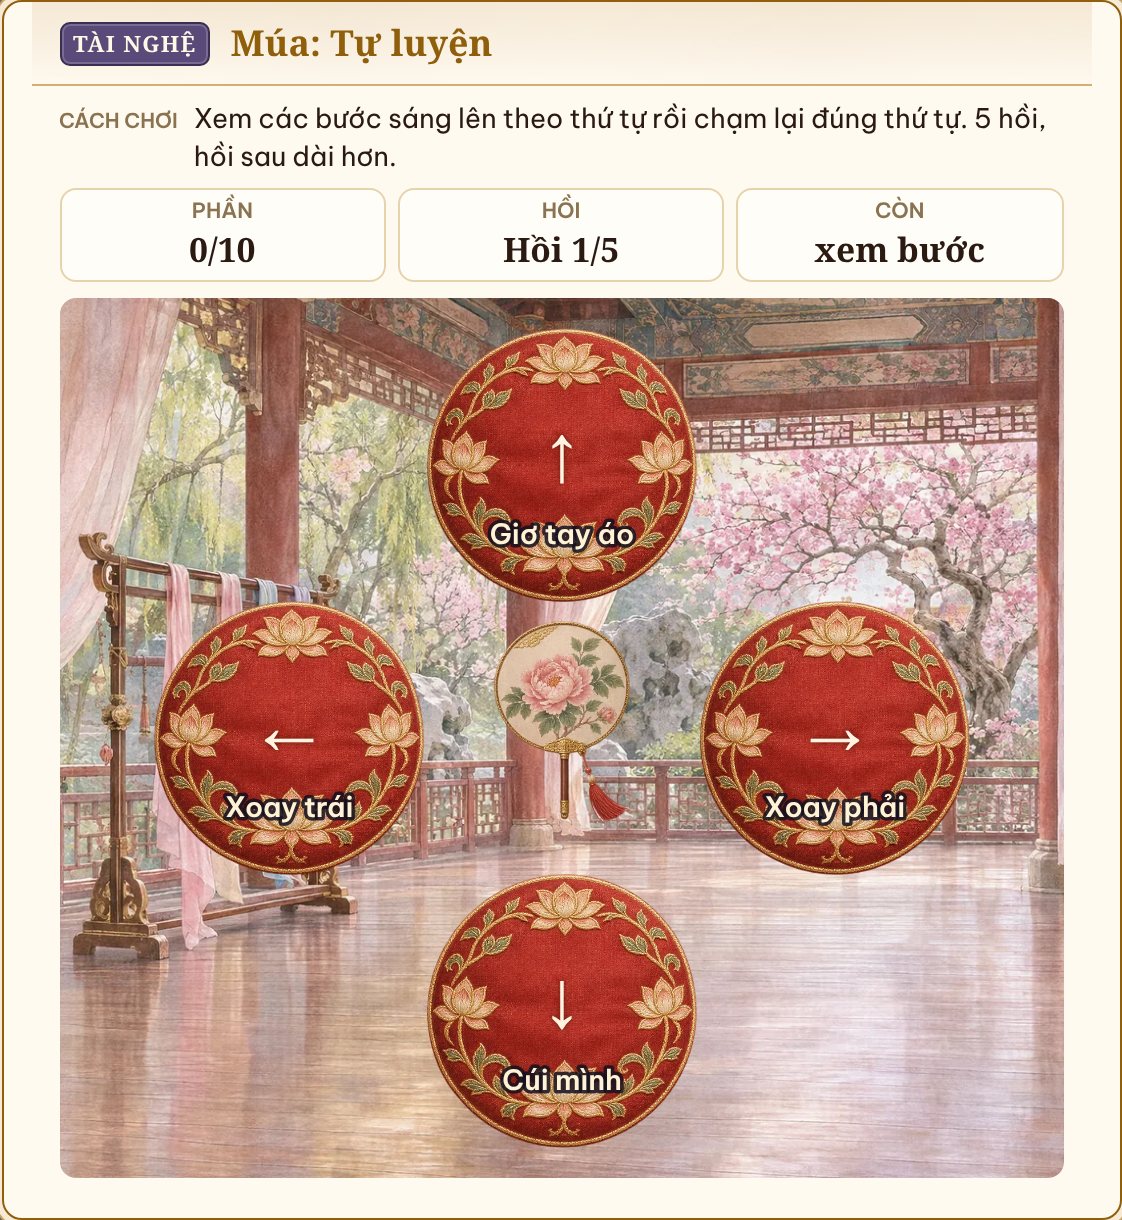 TÀI NGHỆ
Múa: Tự luyện
CÁCH CHƠI
Xem các bước sáng lên theo thứ tự rồi chạm lại đúng thứ tự. 5 hồi,
hồi sau dài hơn.
PHẦN
0/10
HỒI
Hồi 1/5
CÒN
xem bước
↑
Giơ tay áo
←
Xoay trái
→
Xoay phải
↓
Cúi mình